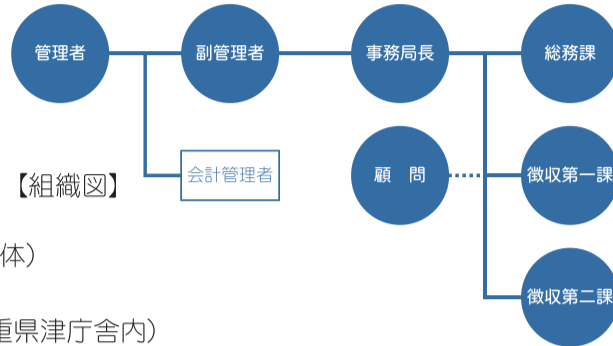 管理者
副管理者
事務局長
総務課
会計管理者
顧 問
徴収第一課
【組織図】
体）
徴収第二課
重県津庁舎内）